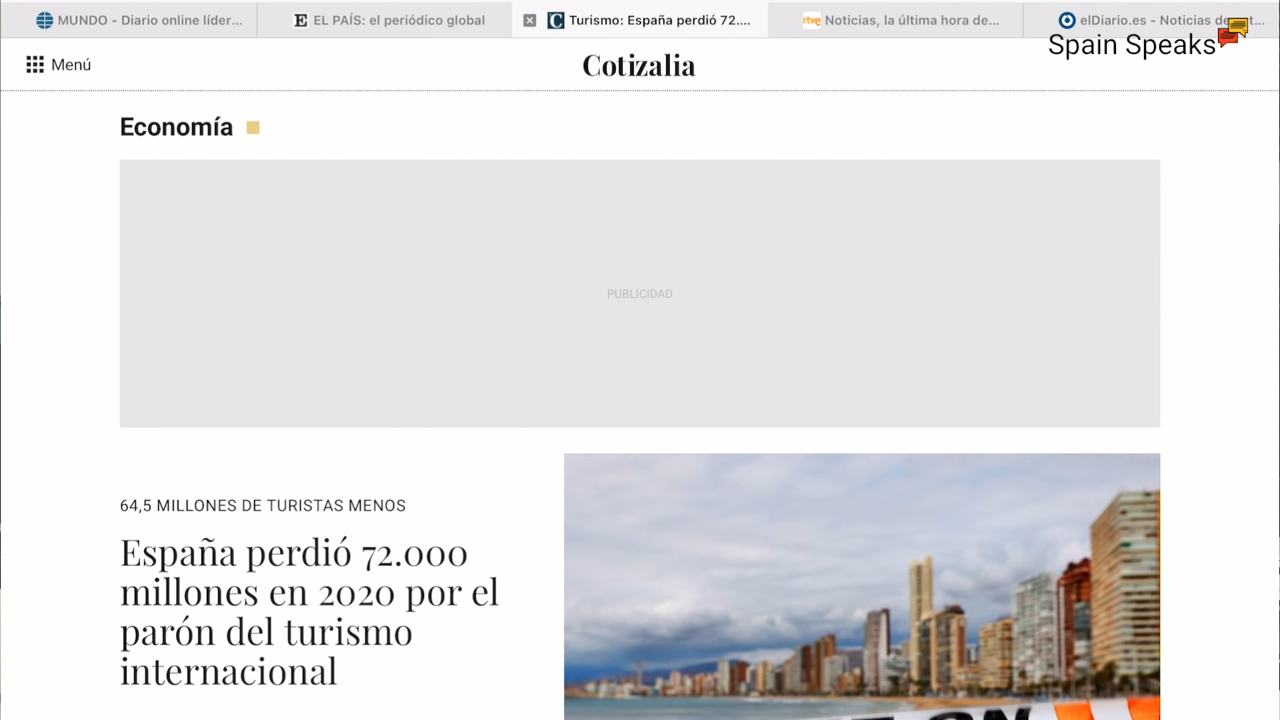 MUNDO - Diario online líder...
EL PAÍS: el periódico global
Turismo: España perdió 72....
rtve Noticias, la última hora de...
elDiario.es - Noticias de
Spain Speaks
Menú
Cotizalia
Economía
PUBLICIDAD
64,5 MILLONES DE TURISTAS MENOS
España perdió 72.000
millones en 2020 por el
parón del turismo
internacional